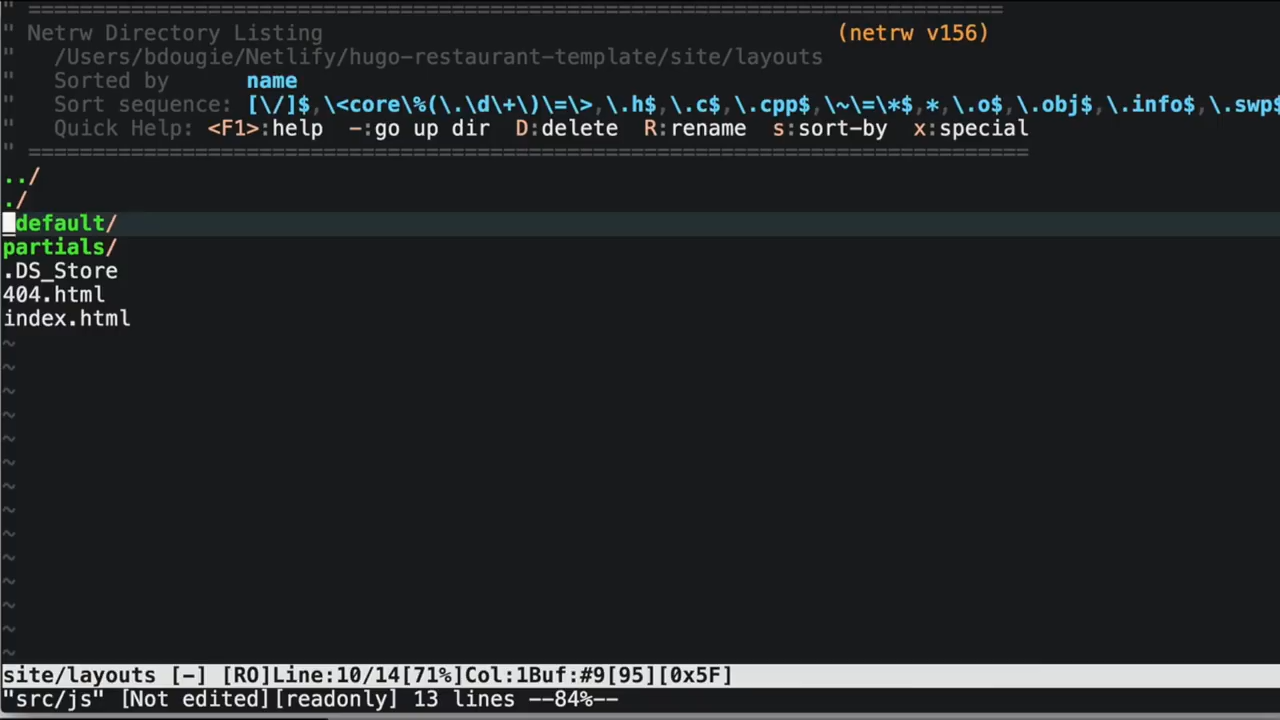 " ============================================================================
" Netrw Directory Listing (netrw v156)
" /Users/bdougie/Netlify/hugo-restaurant-template/site/layouts
" Sorted by name
" Sort sequence: [\/]$,\<core\%(\.\d\+\)\=\>,\.h$,\.c$,\.cpp$,\~\=\*$,*,\.o$,\.obj$,\.info$,\.swp$
" Quick Help: <F1>:help -:go up dir D:delete R:rename s:sort-by x:special
" ==============================================================================
../
./
_default/
partials/
.DS_Store
404.html
index.html
~
~
~
~
~
~
~
~
~
~
~
~
~
~
site/layouts [-] [RO]Line:10/14[71%]Col:1Buf:#9[95][0x5F]
"src/js" [Not edited][readonly] 13 lines --84%--